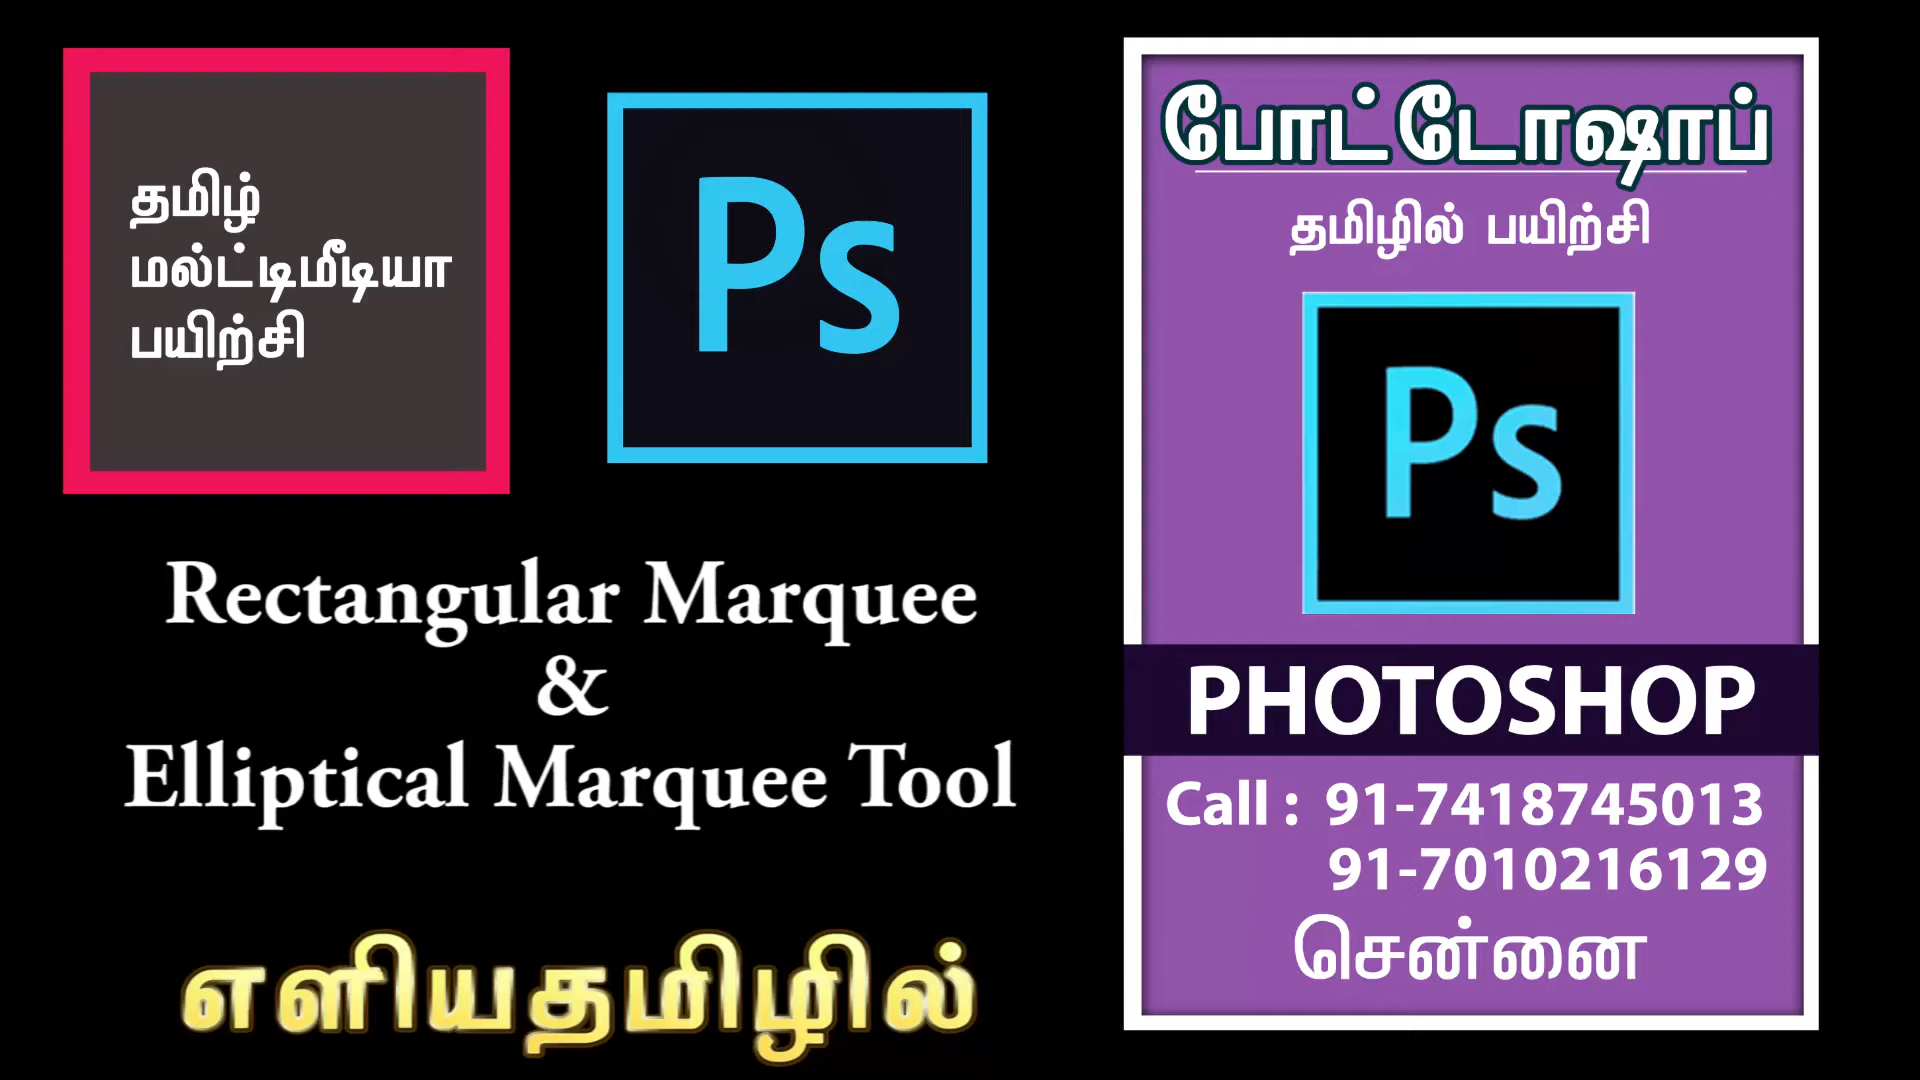 தமிழ்
மல்ட்டிமீடியா
பயிற்சி
Ps
Rectangular Marquee
&
Elliptical Marquee Tool
எளியதமிழில்
போட்டோஷாப்
தமிழில் பயிற்சி
Ps
PHOTOSHOP
Call : 91-7418745013
91-7010216129
சென்னை